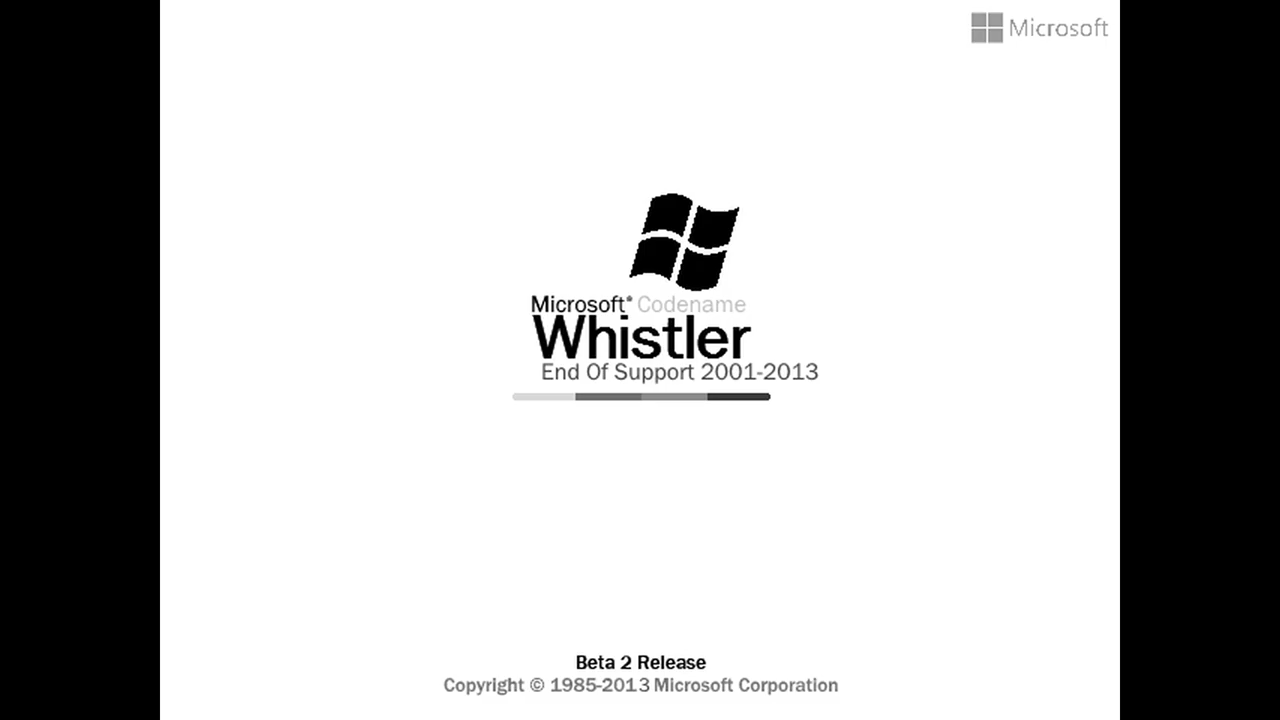 Microsoft
Microsoft® Codename
Whistler
End Of Support 2001-2013
Beta 2 Release
Copyright © 1985-2013 Microsoft Corporation